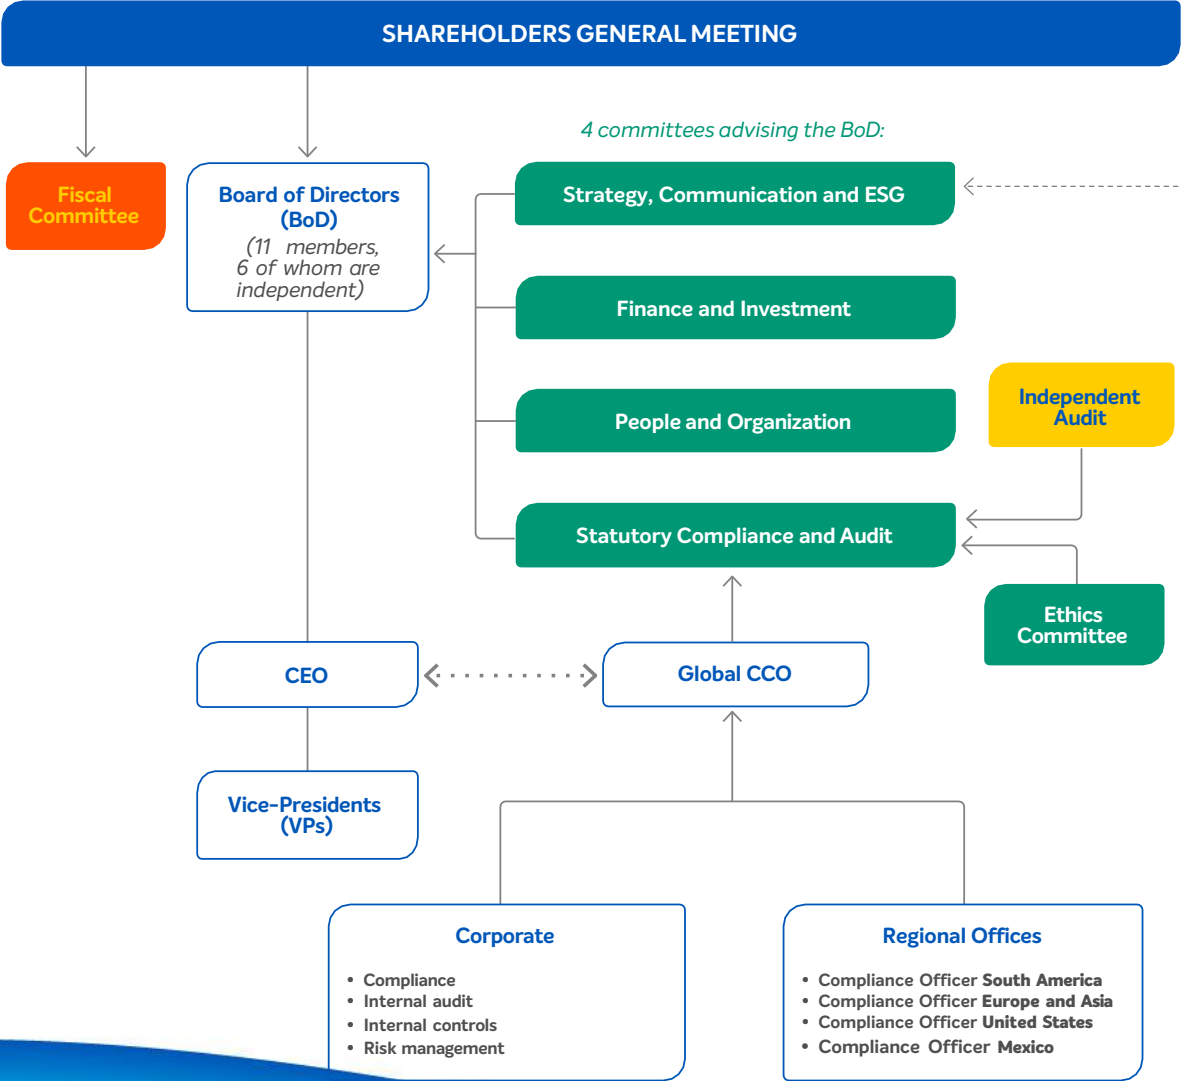 SHAREHOLDERS GENERAL MEETING
4 committees advising the BoD:
Fiscal
Committee
Board of Directors
(BoD)
(11 members,
6 of whom are
independent)
Strategy, Communication and ESG
Finance and Investment
People and Organization
Independent
Audit
Statutory Compliance and Audit
Ethics
Committee
CEO
Global CCO
Vice-Presidents
(VPs)
Corporate
• Compliance
• Internal audit
• Internal controls
• Risk management
Regional Offices
• Compliance Officer South America
• Compliance Officer Europe and Asia
• Compliance Officer United States
• Compliance Officer Mexico